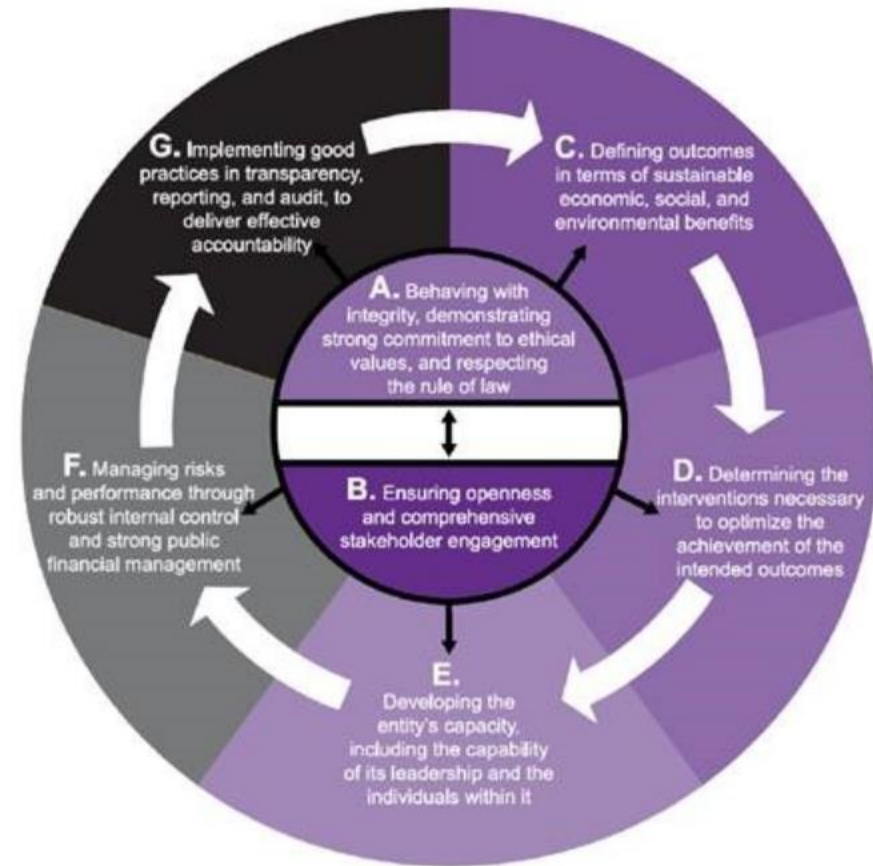 A. Behaving with
integrity, demonstrating
strong commitment to ethical
values, and respecting
the rule of law
B. Ensuring openness
and comprehensive
stakeholder engagement
C. Defining outcomes
in terms of sustainable
economic, social, and
environmental benefits
D. Determining the
interventions necessary
to optimize the
achievement of the
intended outcomes
E.
Developing the
entity's capacity,
including the capability
of its leadership and the
individuals within it
F. Managing risks
and performance through
robust internal control
and strong public
financial management
G. Implementing good
practices in transparency,
reporting, and audit, to
deliver effective
accountability